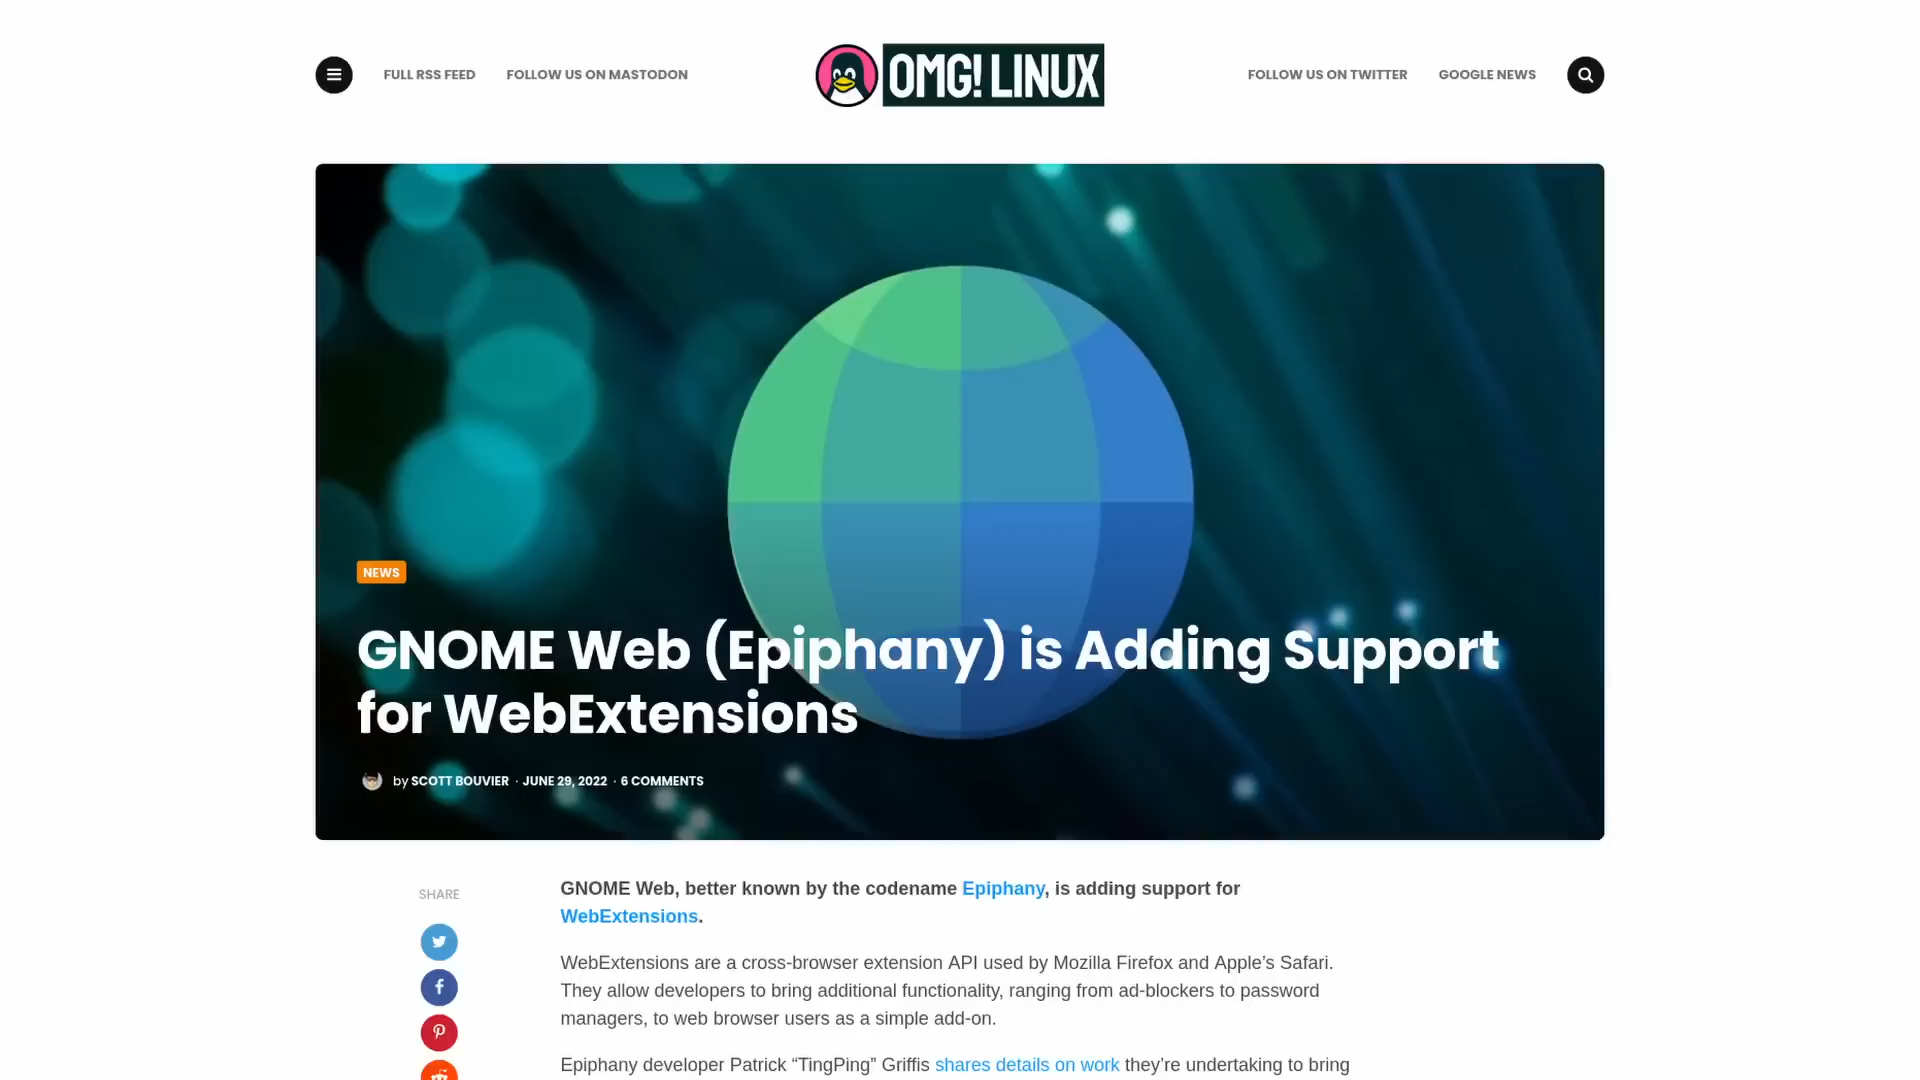 FULL RSS FEED
FOLLOW US ON MASTODON
OMG! LINUX
FOLLOW US ON TWITTER
GOOGLE NEWS
NEWS
GNOME Web (Epiphany) is Adding Support
for WebExtensions
by SCOTT BOUVIER · JUNE 29, 2022 · 6 COMMENTS
SHARE
GNOME Web, better known by the codename Epiphany, is adding support for
WebExtensions.
WebExtensions are a cross-browser extension API used by Mozilla Firefox and Apple’s Safari.
They allow developers to bring additional functionality, ranging from ad-blockers to password
managers, to web browser users as a simple add-on.
Epiphany developer Patrick “TingPing” Griffis shares details on work they’re undertaking to bring